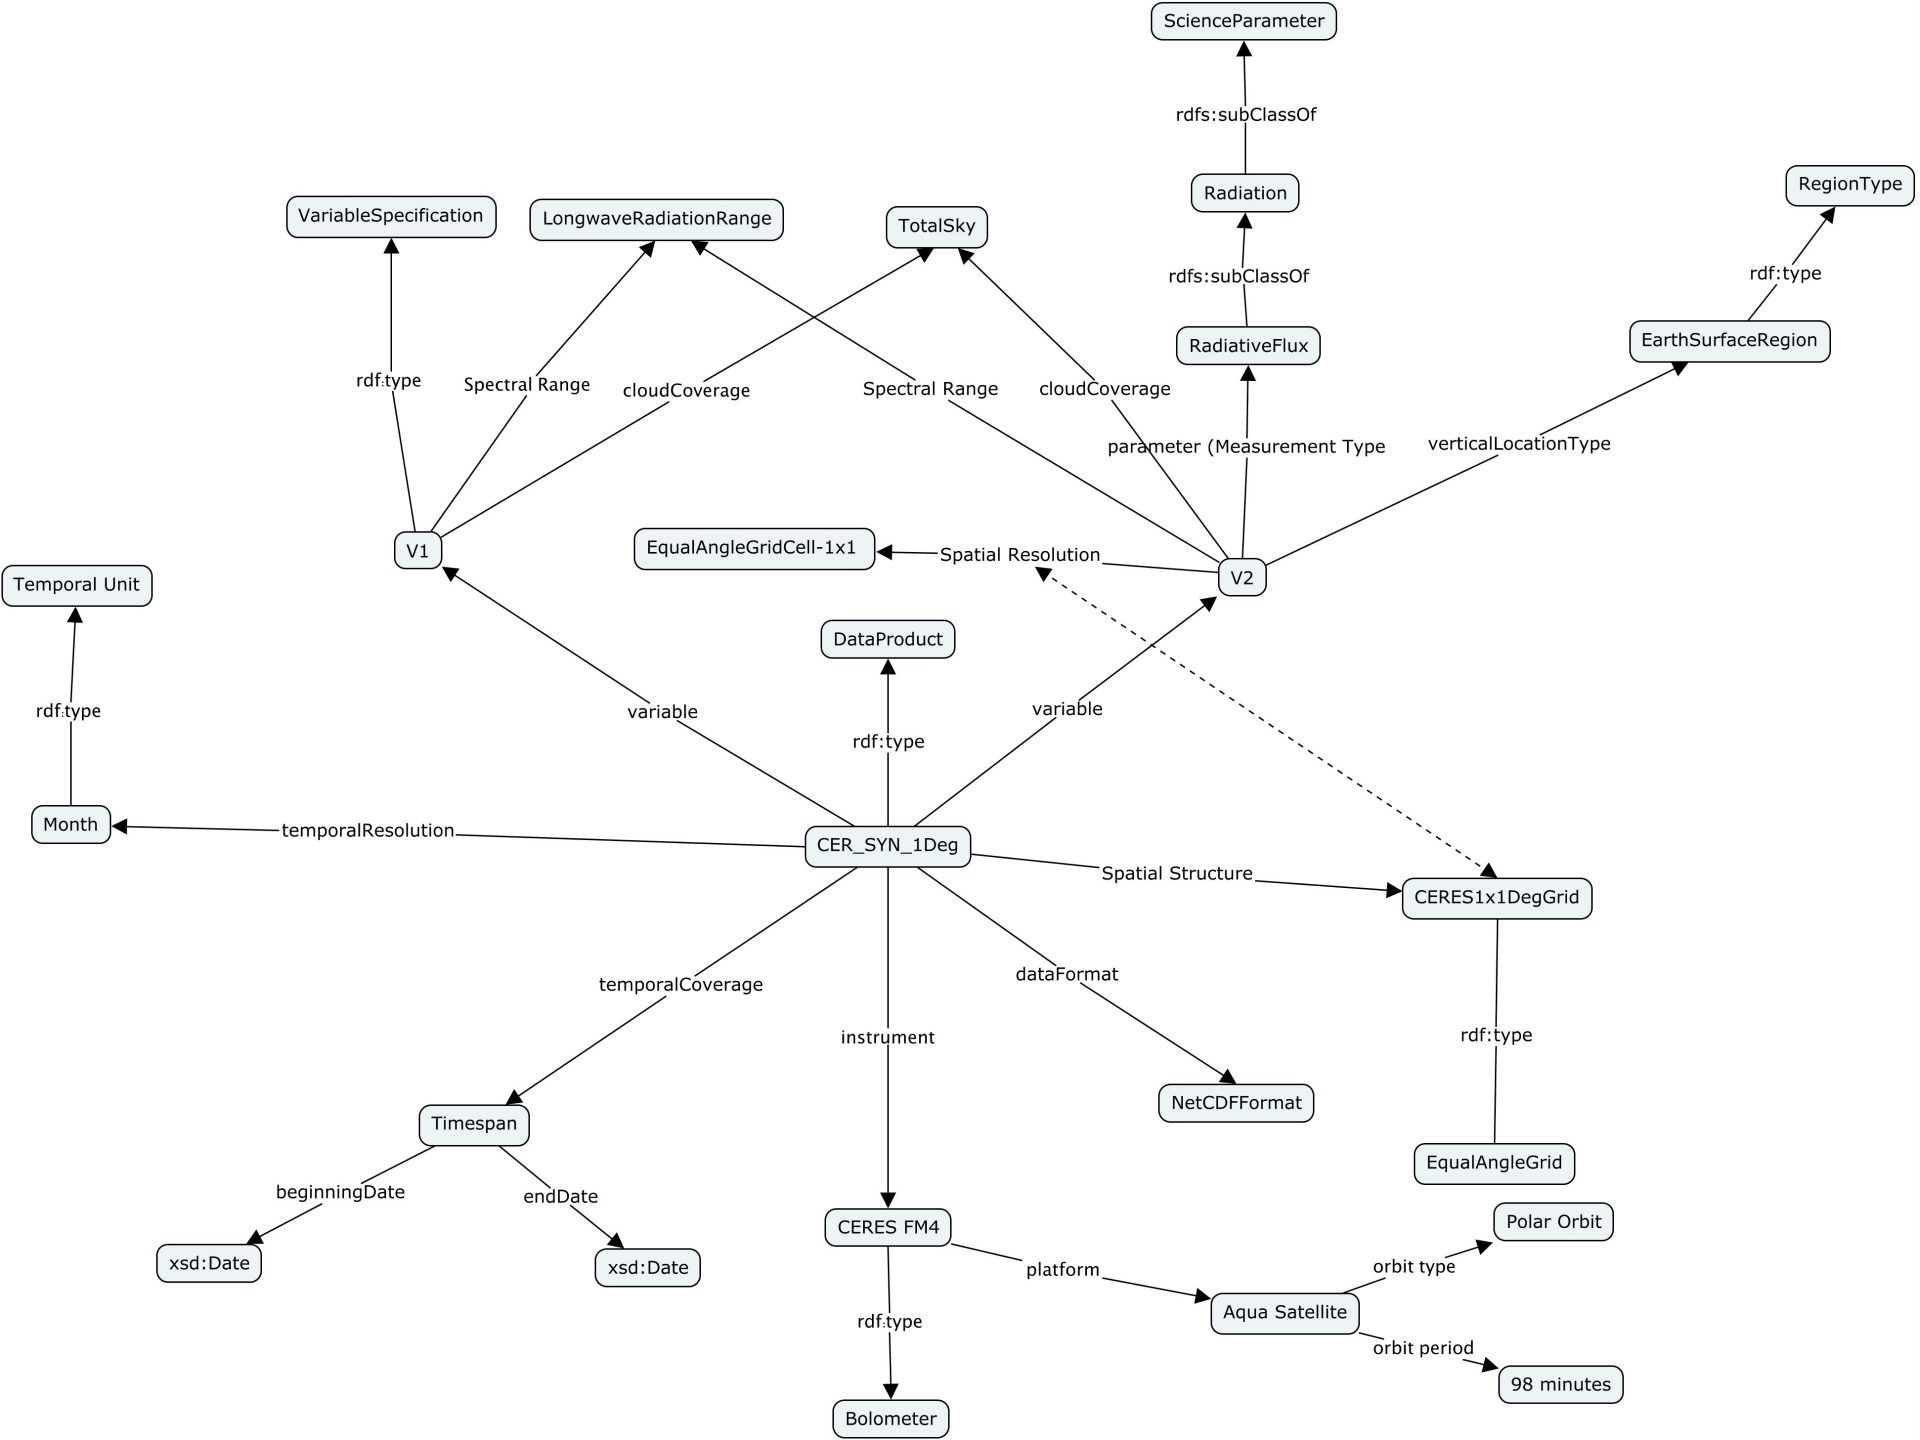 ScienceParameter
rdfs:subClassOf
Radiation
RegionType
VariableSpecification
LongwaveRadiationRange
TotalSky
rdfs:subClassOf
rdf:type
RadiativeFlux
EarthSurfaceRegion
rdf:type
Spectral Range
cloudCoverage
Spectral Range
cloudCoverage
parameter (Measurement Type
verticalLocationType
V1
EqualAngleGridCell-1x1
Spatial Resolution
V2
Temporal Unit
DataProduct
rdf:type
variable
rdf:type
variable
Month
temporalResolution
CER_SYN_1Deg
Spatial Structure
CERES1x1DegGrid
temporalCoverage
dataFormat
instrument
rdf:type
NetCDFFormat
Timespan
EqualAngleGrid
beginningDate
endDate
CERES FM4
Polar Orbit
xsd:Date
xsd:Date
platform
orbit type
Aqua Satellite
rdf:type
orbit period
98 minutes
Bolometer